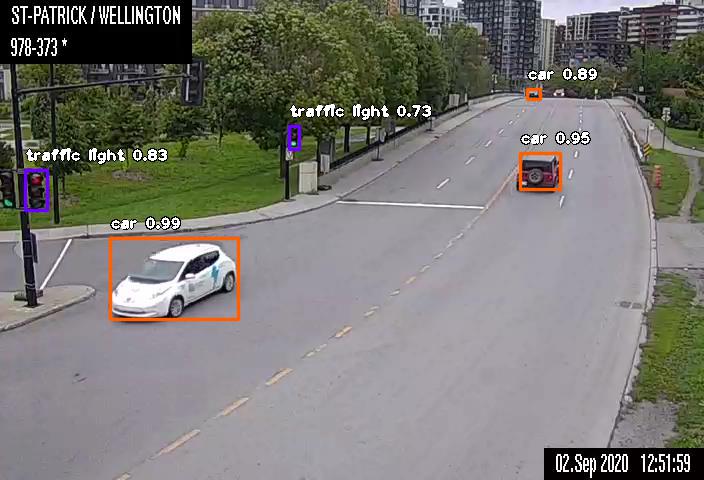 ST-PATRICK / WELLINGTON
978-373 *
car 0.89
traffic light 0.73
car 0.95
traffic light 0.83
car 0.99
02.Sep 2020 12:51:59